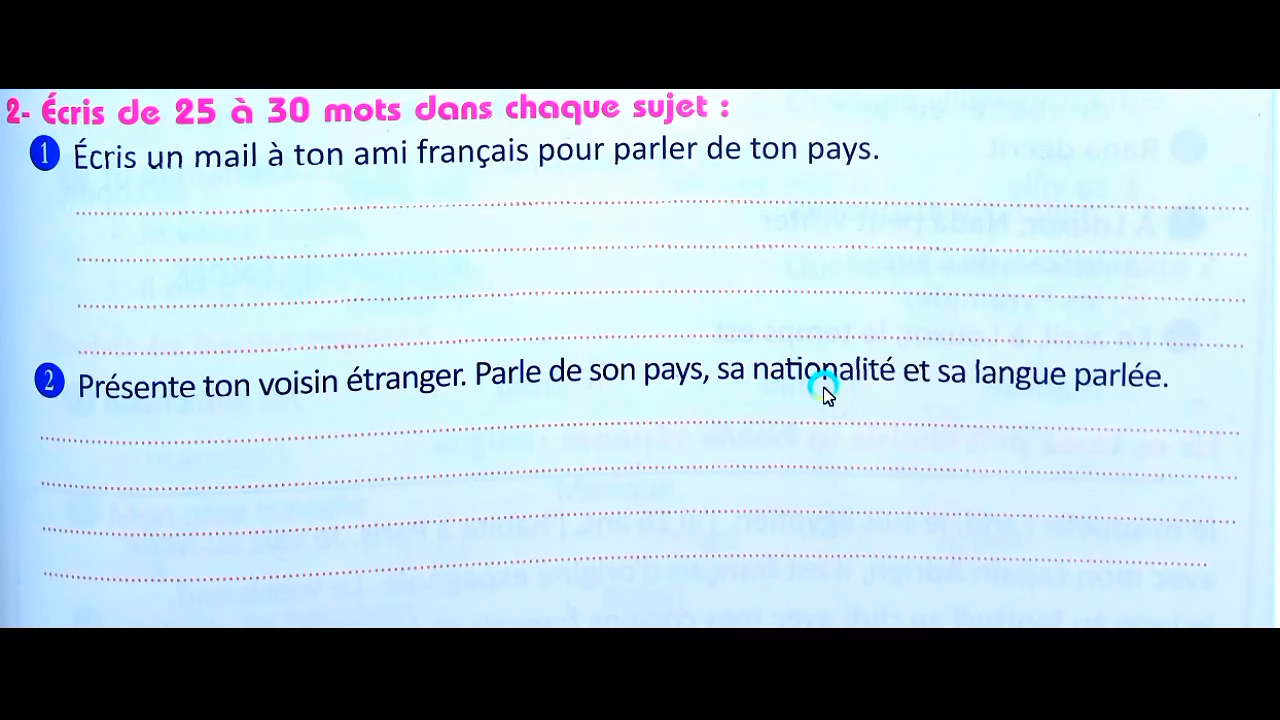 2- Écris de 25 à 30 mots dans chaque sujet :
1 Écris un mail à ton ami français pour parler de ton pays.
2 Présente ton voisin étranger. Parle de son pays, sa nationalité et sa langue parlée.